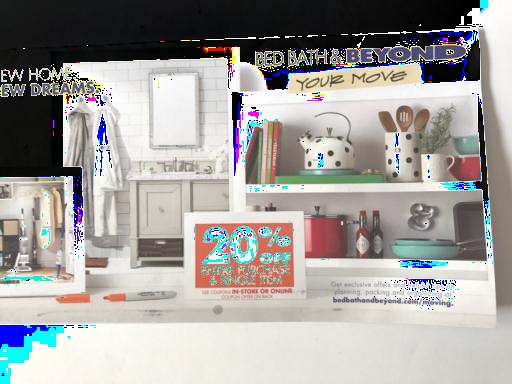 EW HOME,
EW DREAMS.
BED BATH & BEYOND
YOUR MOVE
20%
OFF
ENTIRE PURCHASE
A SINGLE ITEM
IN-STORE OR ONLINE
COUPON OFFER ON BACK
Get exclusive offers
planning, packing and
bedbathandbeyond.com/moving.